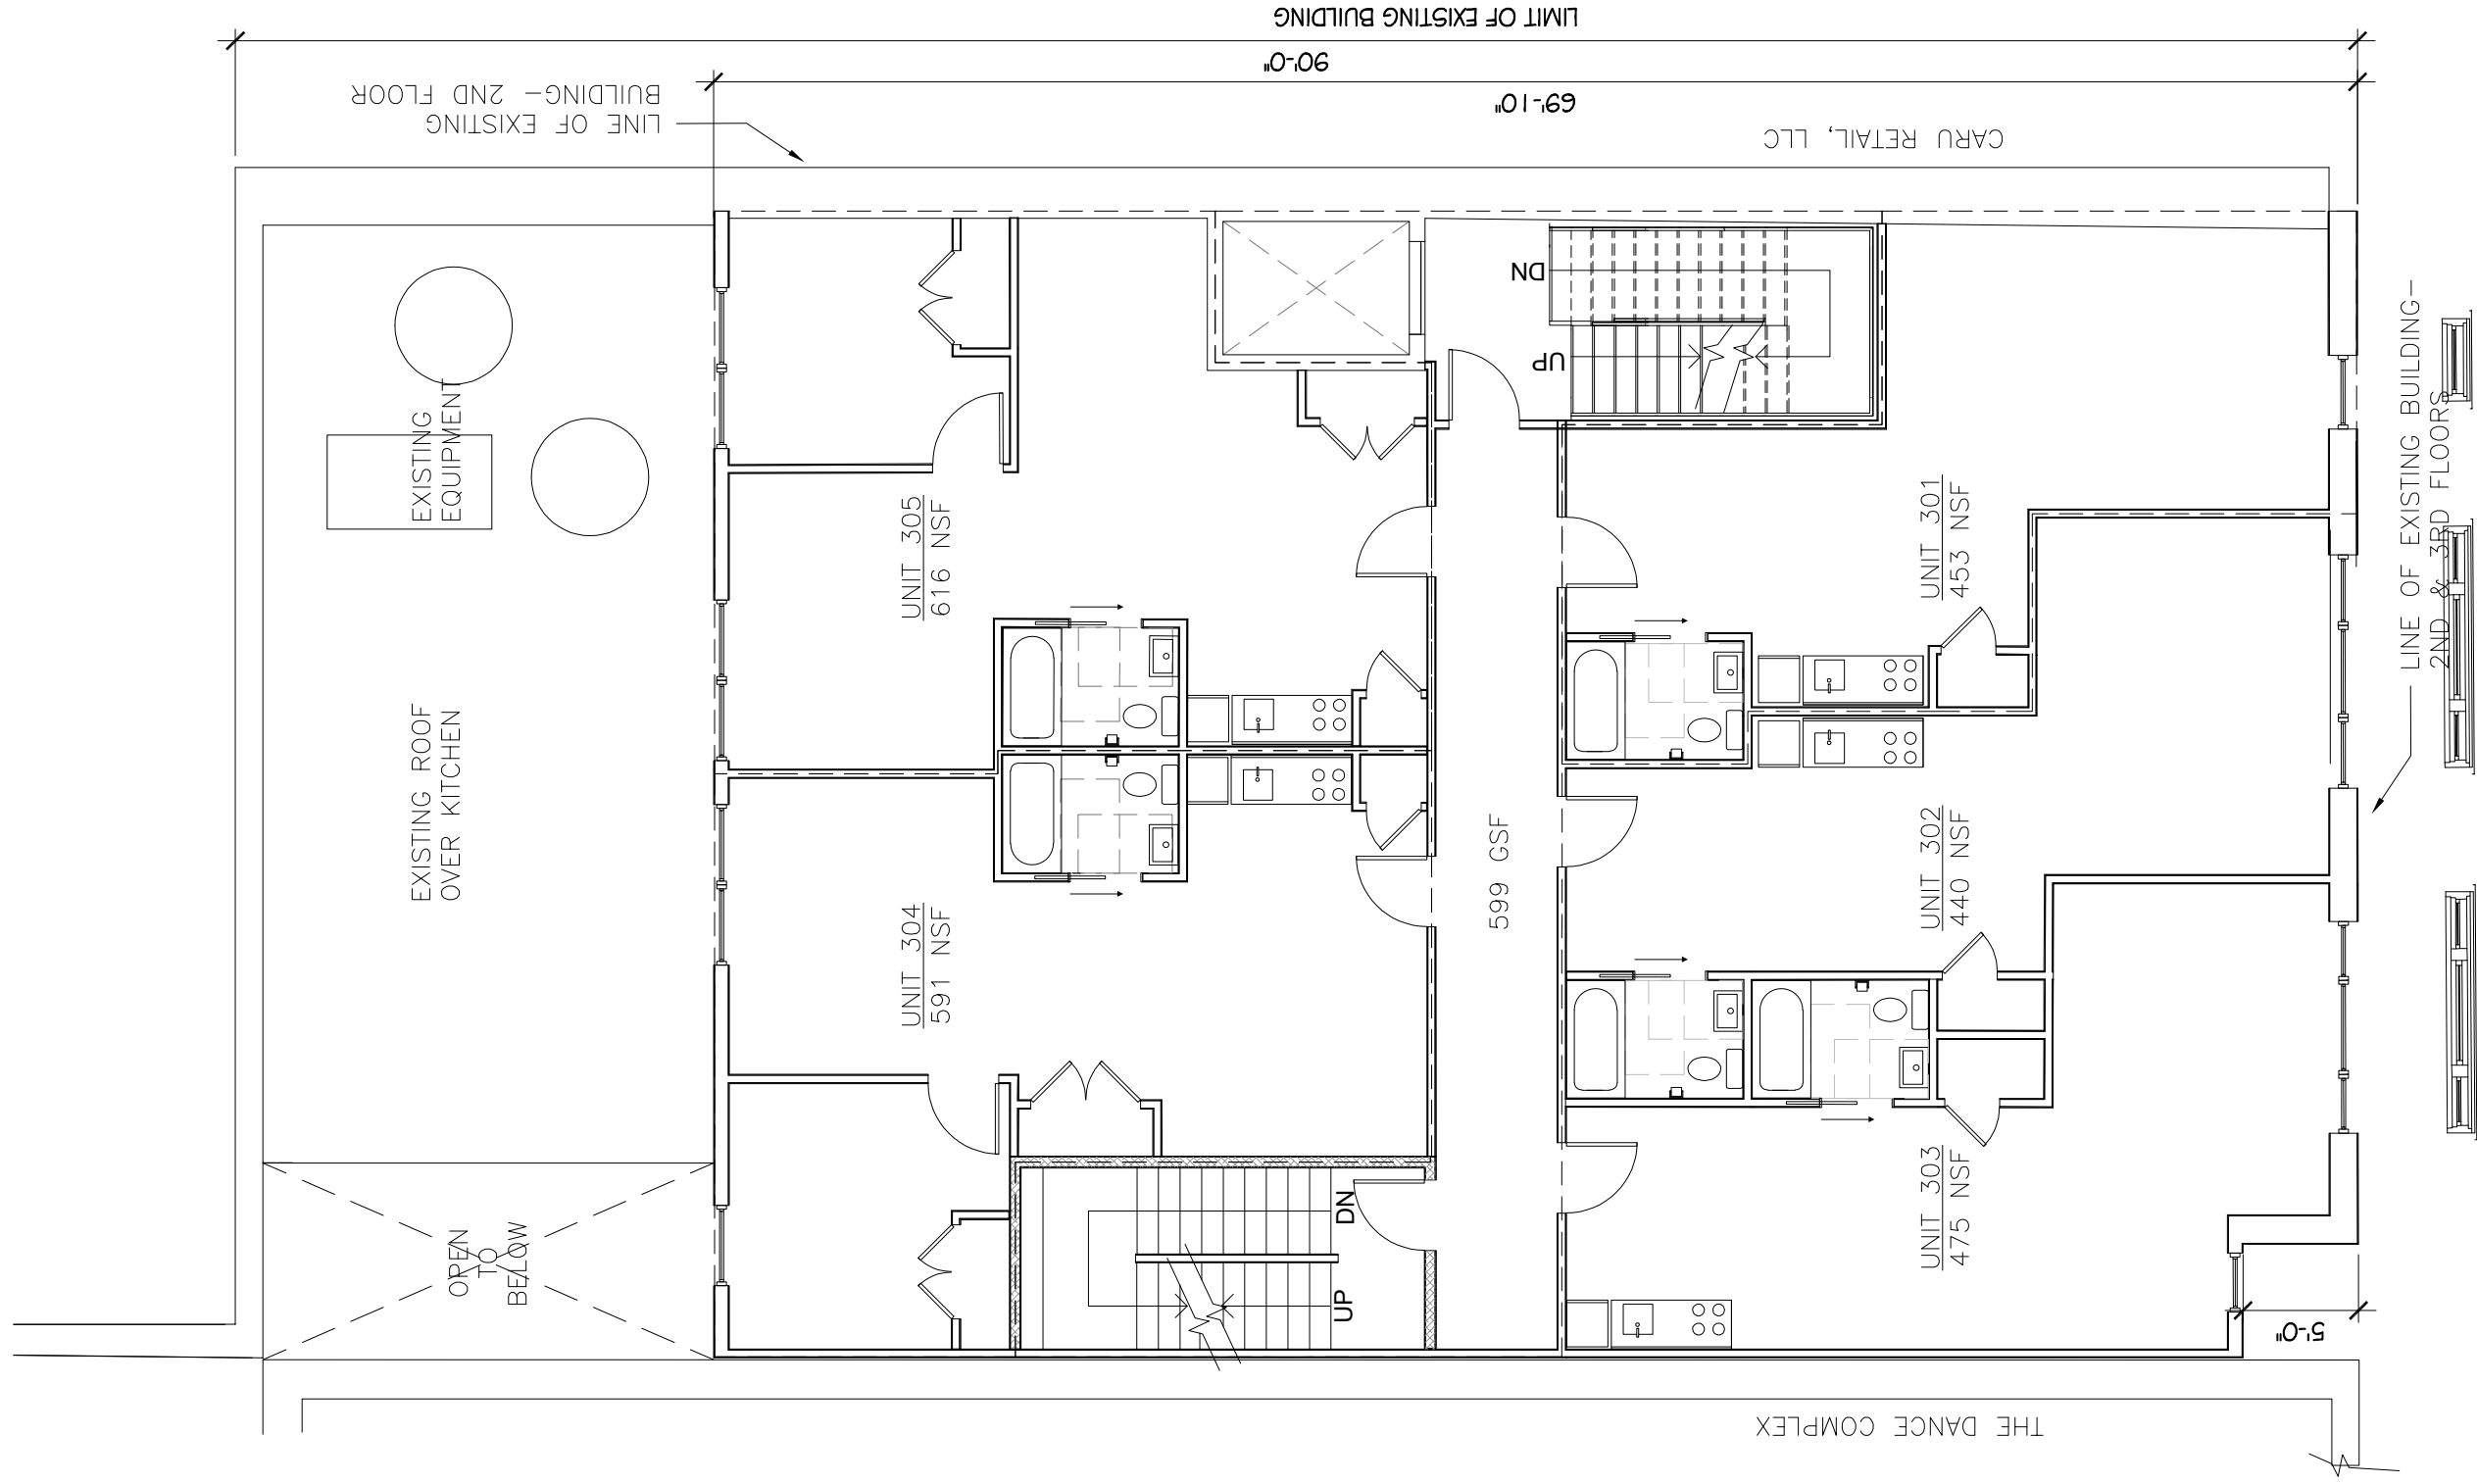 LIMIT OF EXISTING BUILDING
90'-0"
69'-10"
LINE OF EXISTING
BUILDING- 2ND FLOOR
CARU RETAIL, LLC
EXISTING
EQUIPMENT
EXISTING ROOF
OVER KITCHEN
OPEN
TO
BELOW
UNIT 305
616 NSF
UNIT 304
591 NSF
DN
UP
599 GSF
DN
UP
UNIT 301
453 NSF
UNIT 302
440 NSF
UNIT 303
475 NSF
LINE OF EXISTING BUILDING-
2ND & 3RD FLOORS
5'-0"
THE DANCE COMPLEX